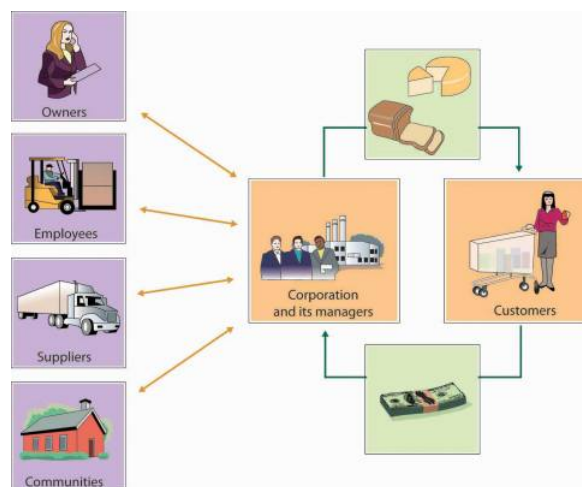 Owners
Employees
Suppliers
Communities
Corporation
and its managers
Customers